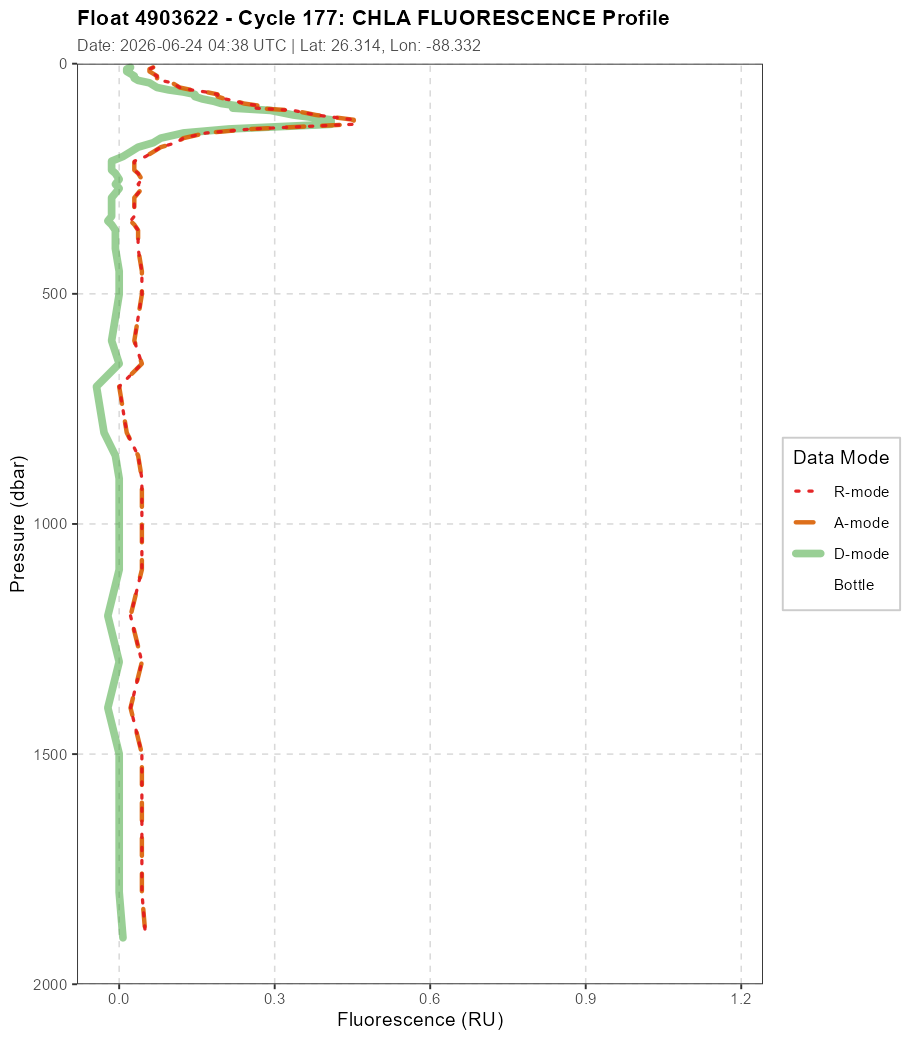 Float 4903622 - Cycle 177: CHLA FLUORESCENCE Profile
Date: 2026-06-24 04:38 UTC | Lat: 26.314, Lon: -88.332
0
500
1000
1500
2000
Pressure (dbar)
0.0 0.3 0.6 0.9 1.2
Fluorescence (RU)
Data Mode
R-mode
A-mode
D-mode
Bottle